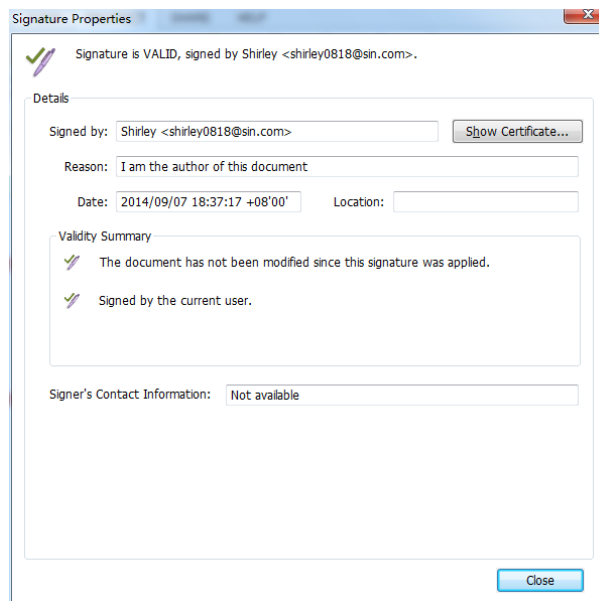 Signature Properties
SHARE HELP
Signature is VALID, signed by Shirley <shirley0818@sin.com>.
Details
Signed by: Shirley <shirley0818@sin.com> Show Certificate...
Reason: I am the author of this document
Date: 2014/09/07 18:37:17 +08'00' Location:
Validity Summary
The document has not been modified since this signature was applied.
Signed by the current user.
Signer's Contact Information: Not available
Close